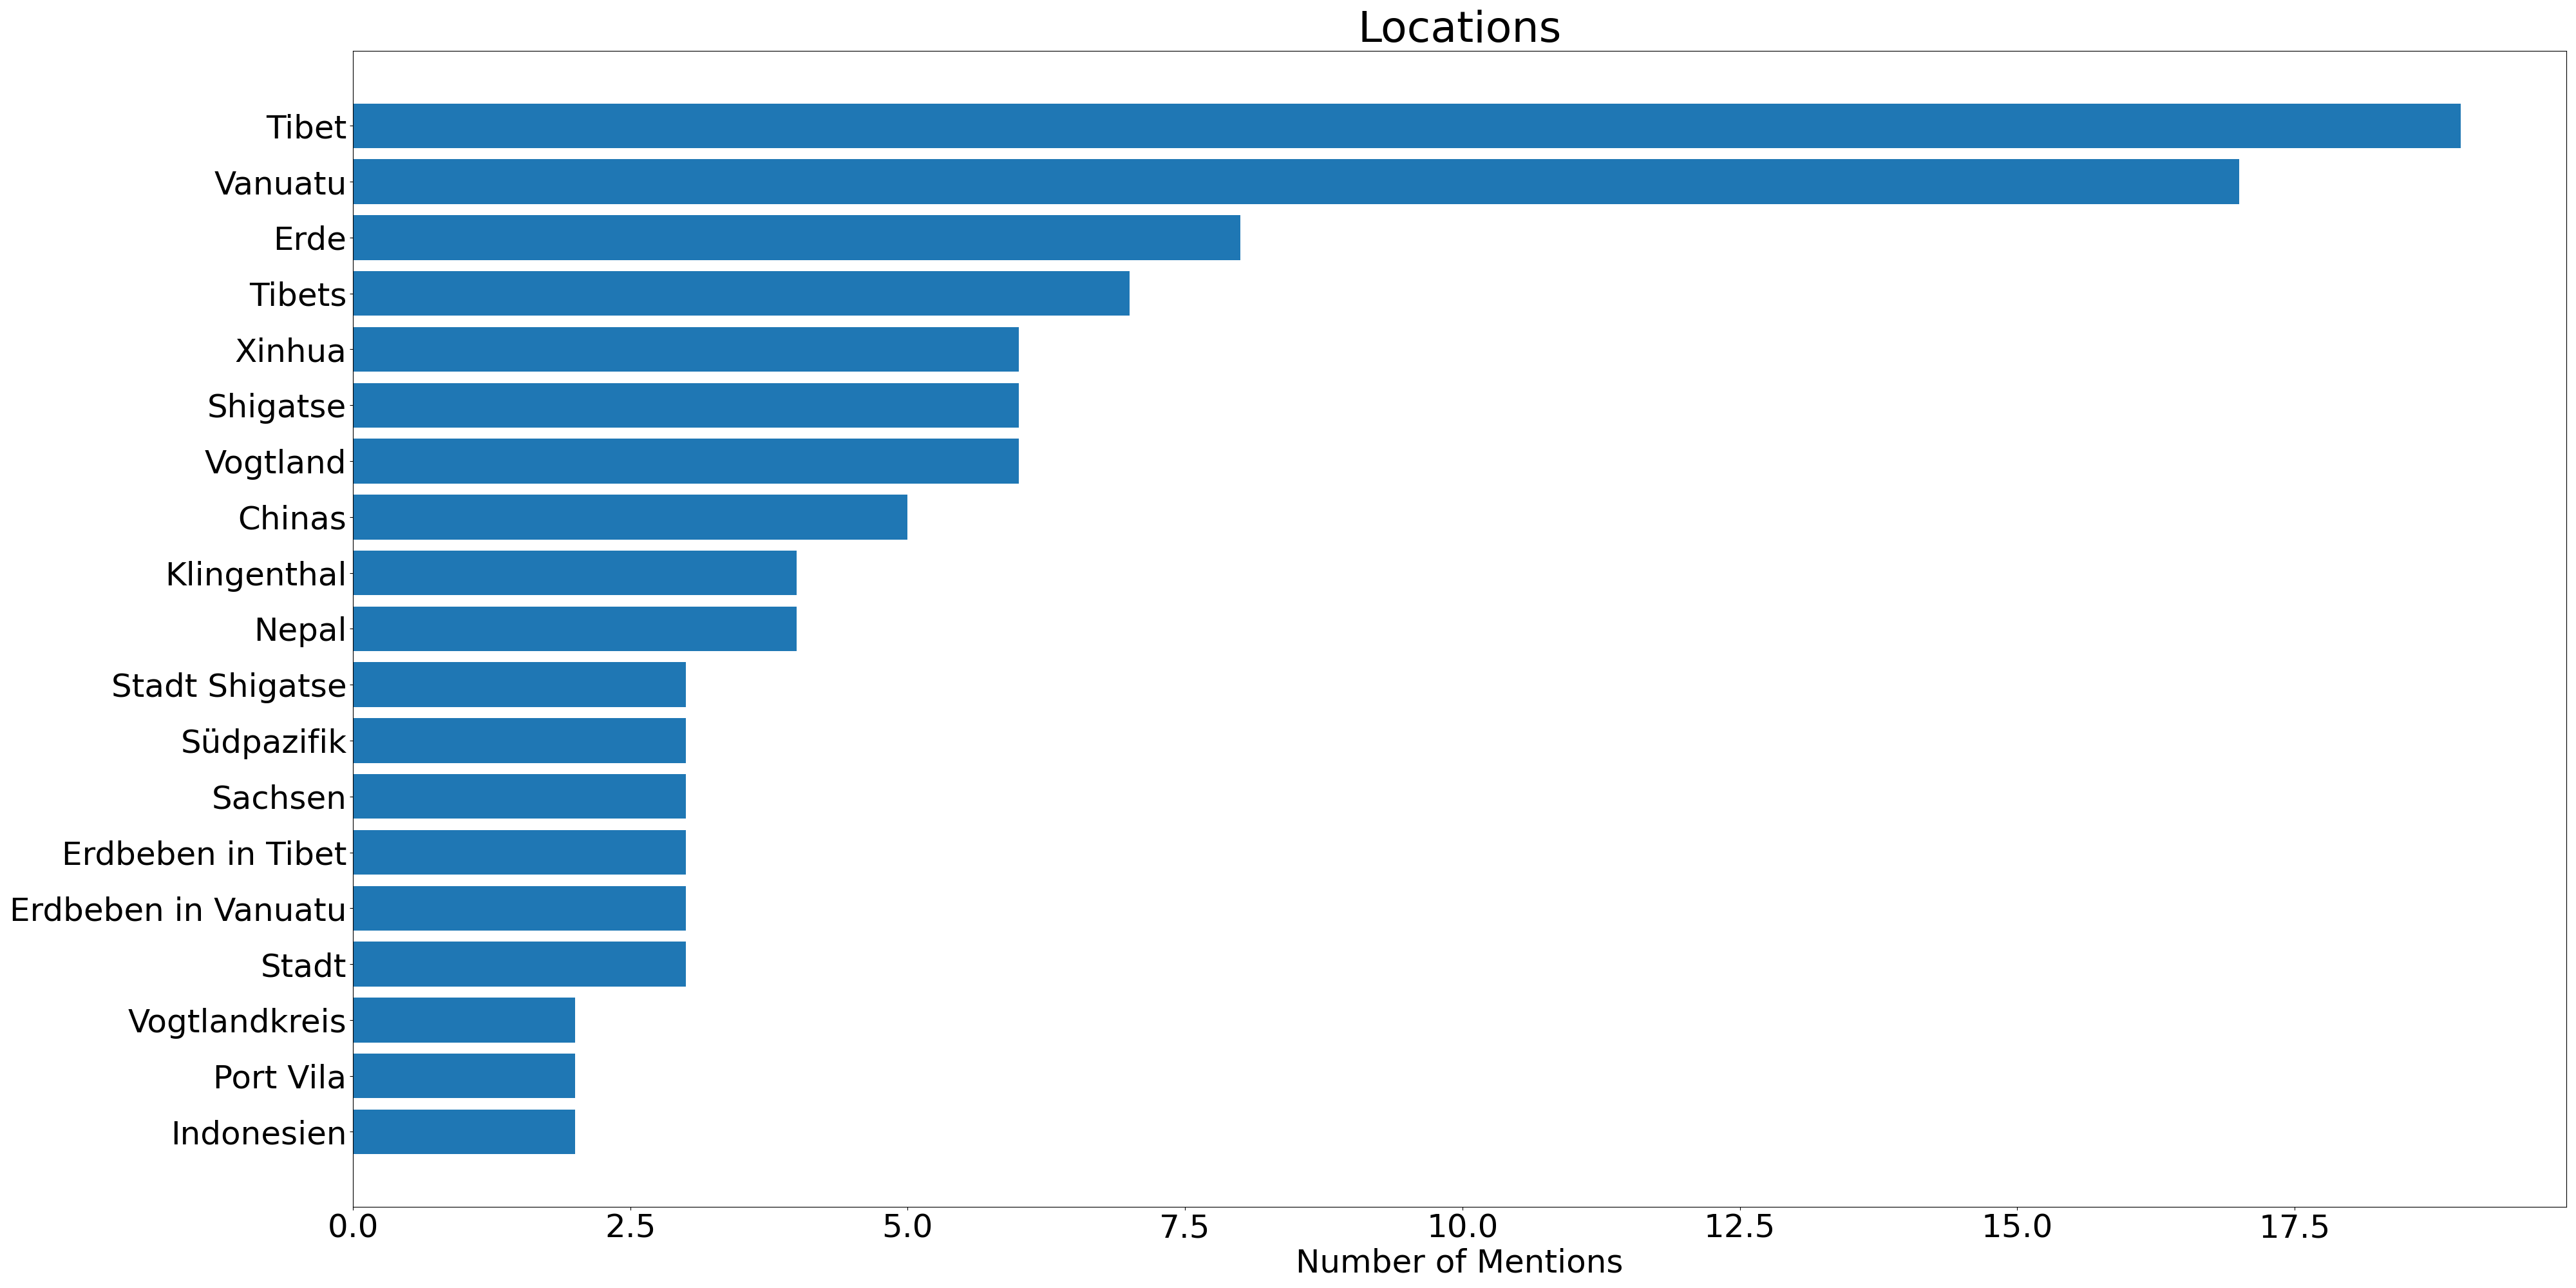 Locations
Tibet
Vanuatu
Erde
Tibets
Xinhua
Shigatse
Vogtland
Chinas
Klingenthal
Nepal
Stadt Shigatse
Südpazifik
Sachsen
Erdbeben in Tibet
Erdbeben in Vanuatu
Stadt
Vogtlandkreis
Port Vila
Indonesien
0.0 2.5 5.0 7.5 10.0 12.5 15.0 17.5
Number of Mentions